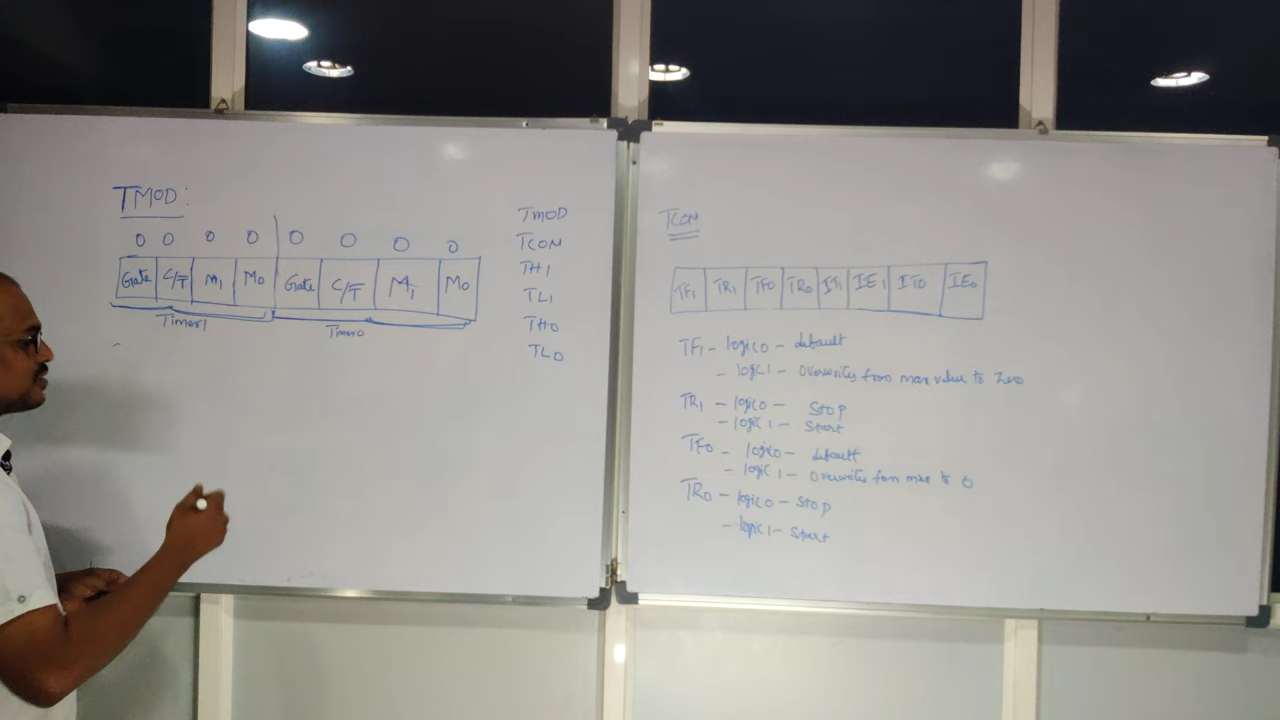 TMOD:
0 0 0 0 0 0 0 0
Gate C/T M1 M0 Gate C/T M1 M0
Timer1 Timer0
TMOD
TCON
TH1
TL1
TH0
TL0
TCON
TF1 TR1 TF0 TR0 IT1 IE1 IT0 IE0
TF1 - logic0 - default
- logic1 - Overwrites from max value to Zero
TR1 - logic0 - Stop
- logic1 - Start
TF0 - logic0 - default
- logic1 - Overwrites from max to 0
TR0 - logic0 - Stop
- logic1 - Start